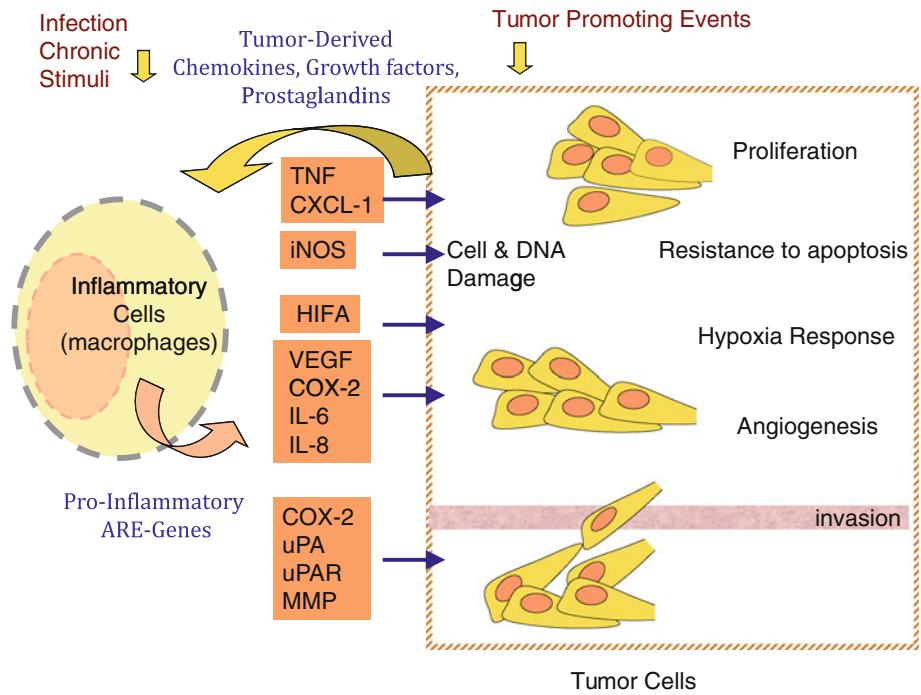 Infection
Chronic
Stimuli
Tumor-Derived
Chemokines, Growth factors,
Prostaglandins
Tumor Promoting Events
TNF
CXCL-1
Proliferation
iNOS
Cell & DNA
Damage
Resistance to apoptosis
Inflammatory
Cells
(macrophages)
HIFA
Hypoxia Response
VEGF
COX-2
IL-6
IL-8
Angiogenesis
Pro-Inflammatory
ARE-Genes
COX-2
uPA
uPAR
MMP
invasion
Tumor Cells